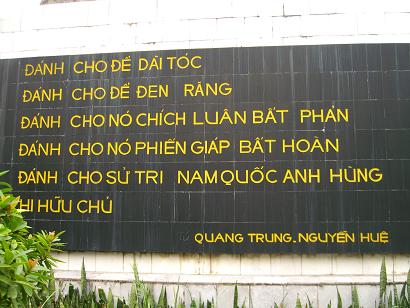 ĐÁNH CHO ĐỂ DÀI TÓC
ĐÁNH CHO ĐỂ ĐEN RĂNG
ĐÁNH CHO NÓ CHÍCH LUÂN BẤT PHẢN
ĐÁNH CHO NÓ PHIẾN GIÁP BẤT HOÀN
ĐÁNH CHO SỬ TRI NAM QUỐC ANH HÙNG
CHI HỮU CHỦ
QUANG TRUNG. NGUYỄN HUỆ